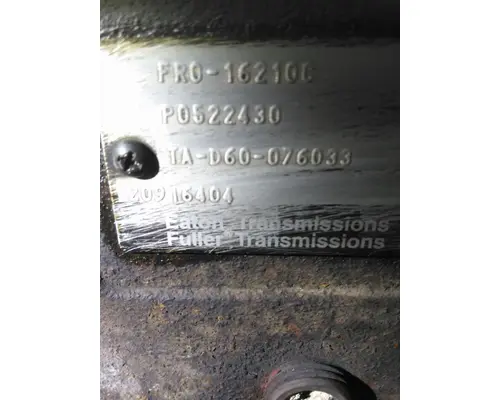 FRO-16210C
P0522430
TA-D60-076033
20916404
Eaton Transmissions
Fuller Transmissions